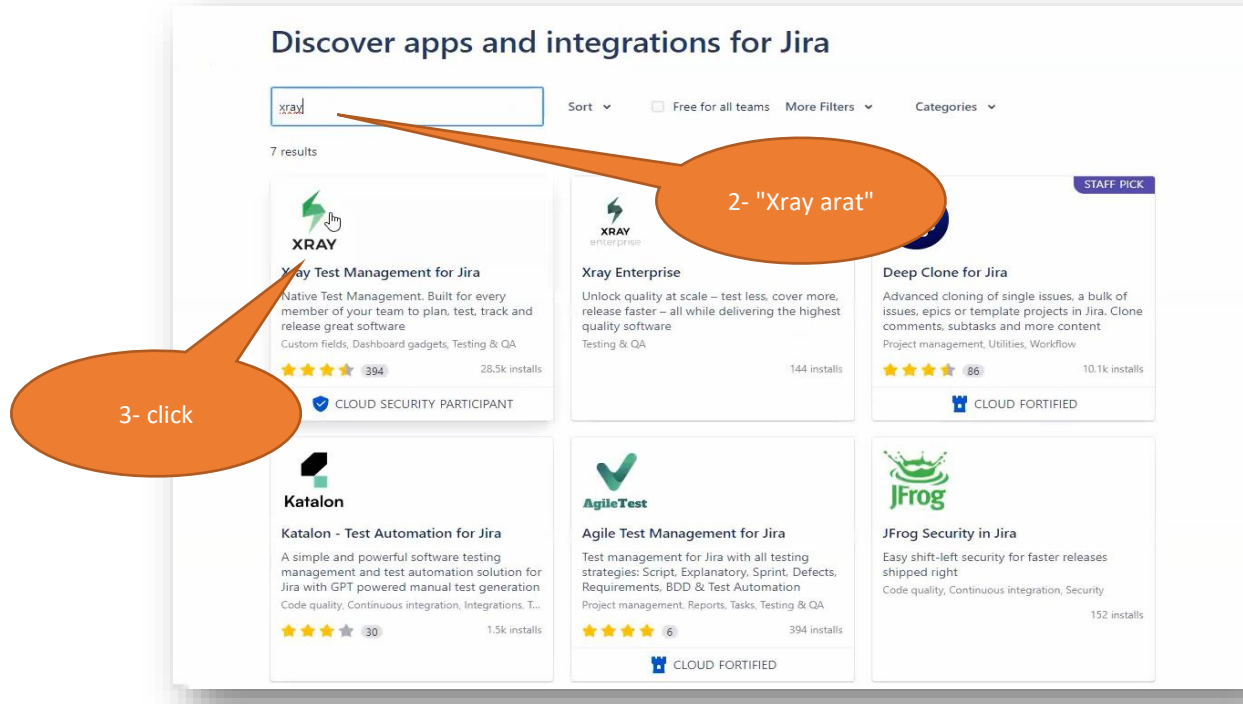 Discover apps and integrations for Jira
xray
Sort
Free for all teams
More Filters
Categories
7 results
2- "Xray arat"
STAFF PICK
XRAY
Xray Test Management for Jira
Native Test Management. Built for every
member of your team to plan, test, track and
release great software
Custom fields, Dashboard gadgets, Testing & QA
394
28.5k installs
CLOUD SECURITY PARTICIPANT
XRAY
enterprise
Xray Enterprise
Unlock quality at scale – test less, cover more,
release faster – all while delivering the highest
quality software
Testing & QA
144 installs
Deep Clone for Jira
Advanced cloning of single issues, a bulk of
issues, epics or template projects in Jira. Clone
comments, subtasks and more content
Project management, Utilities, Workflow
86
10.1k installs
CLOUD FORTIFIED
3- click
Katalon
Katalon - Test Automation for Jira
A simple and powerful software testing
management and test automation solution for
Jira with GPT powered manual test generation
Code quality, Continuous integration, Integrations, T...
30
1.5k installs
AgileTest
Agile Test Management for Jira
Test management for Jira with all testing
strategies: Script, Explanatory, Sprint, Defects,
Requirements, BDD & Test Automation
Project management, Reports, Tasks, Testing & QA
6
394 installs
CLOUD FORTIFIED
JFrog
JFrog Security in Jira
Easy shift-left security for faster releases
shipped right
Code quality, Continuous integration, Security
152 installs